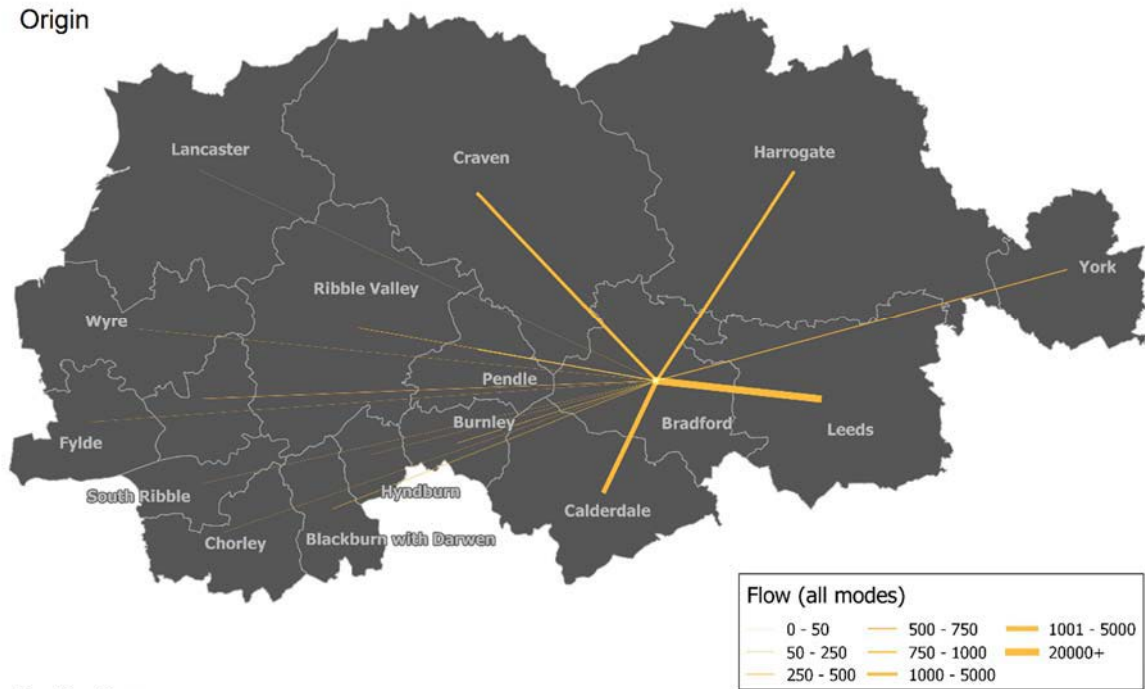 Origin
Lancaster
Craven
Harrogate
York
Ribble Valley
Wyre
Pendle
Burnley
Bradford
Leeds
Fylde
South Ribble
Hyndburn
Calderdale
Chorley
Blackburn with Darwen
Flow (all modes)
0 - 50
500 - 750
1001 - 5000
50 - 250
750 - 1000
20000+
250 - 500
1000 - 5000